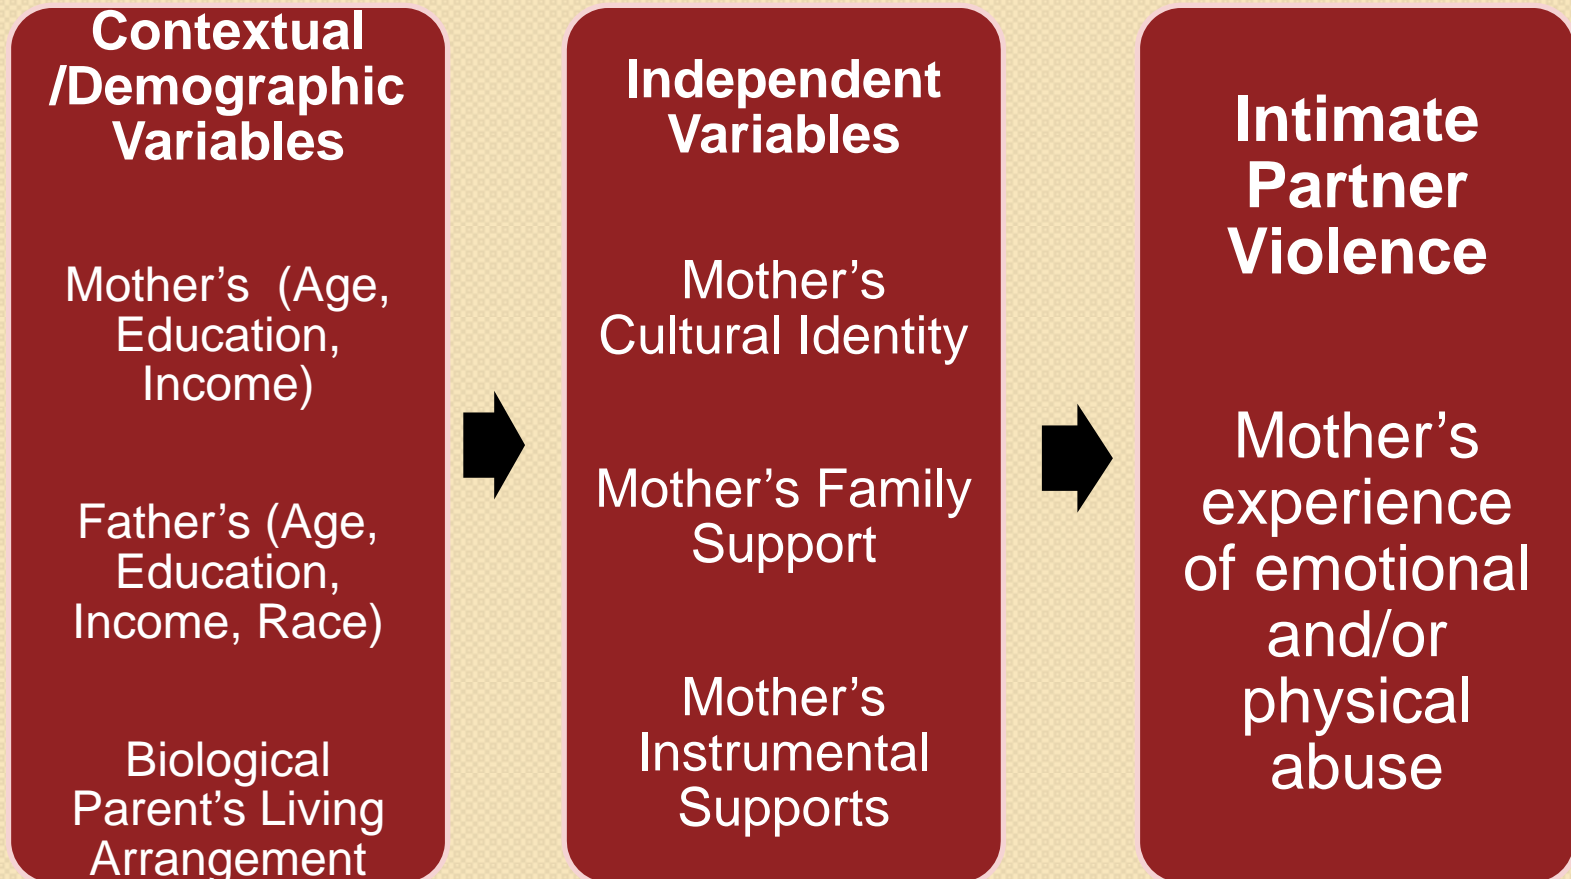 Contextual
/Demographic
Variables
Mother’s (Age,
Education,
Income)
Father’s (Age,
Education,
Income, Race)
Biological
Parent’s Living
Arrangement
Independent
Variables
Mother’s
Cultural Identity
Mother’s Family
Support
Mother’s
Instrumental
Supports
Intimate
Partner
Violence
Mother’s
experience
of emotional
and/or
physical
abuse